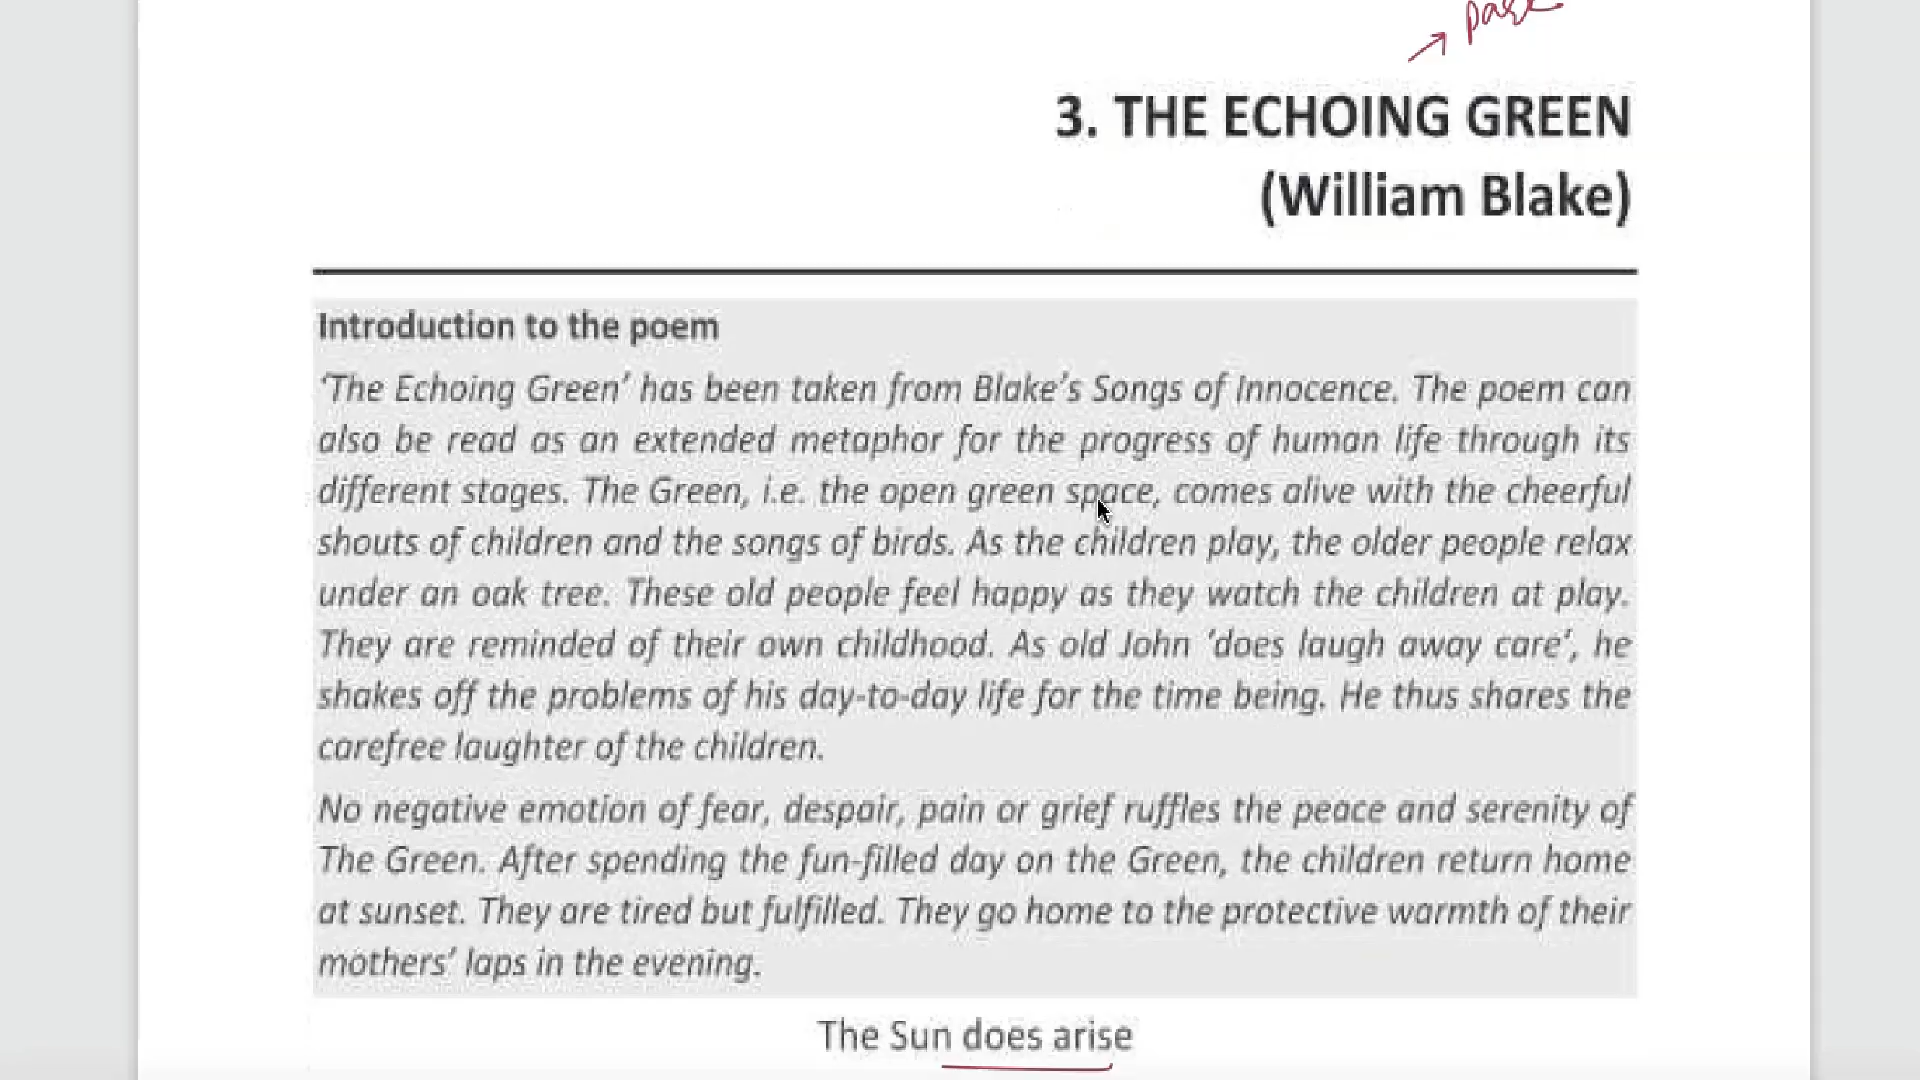 3. THE ECHOING GREEN
(William Blake)
Introduction to the poem
‘The Echoing Green’ has been taken from Blake’s Songs of Innocence. The poem can
also be read as an extended metaphor for the progress of human life through its
different stages. The Green, i.e. the open green space, comes alive with the cheerful
shouts of children and the songs of birds. As the children play, the older people relax
under an oak tree. These old people feel happy as they watch the children at play.
They are reminded of their own childhood. As old John ‘does laugh away care’, he
shakes off the problems of his day-to-day life for the time being. He thus shares the
carefree laughter of the children.
No negative emotion of fear, despair, pain or grief ruffles the peace and serenity of
The Green. After spending the fun-filled day on the Green, the children return home
at sunset. They are tired but fulfilled. They go home to the protective warmth of their
mothers’ laps in the evening.
The Sun does arise